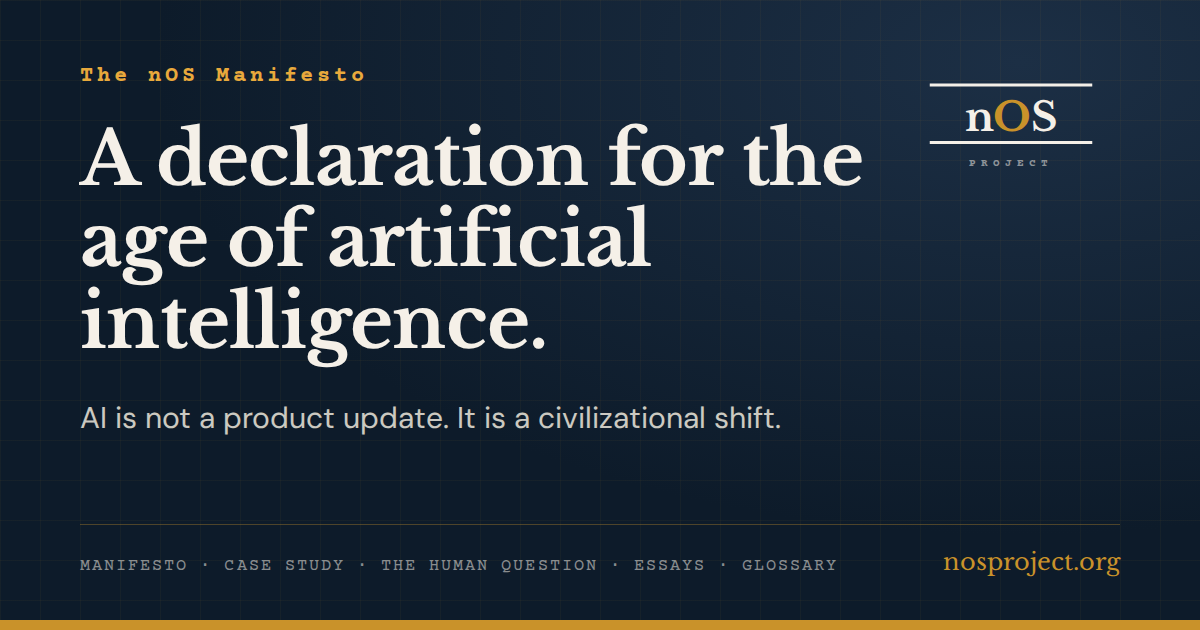 The nOS Manifesto
nOS
PROJECT
A declaration for the
age of artificial
intelligence.
AI is not a product update. It is a civilizational shift.
MANIFESTO · CASE STUDY · THE HUMAN QUESTION · ESSAYS · GLOSSARY
nosproject.org